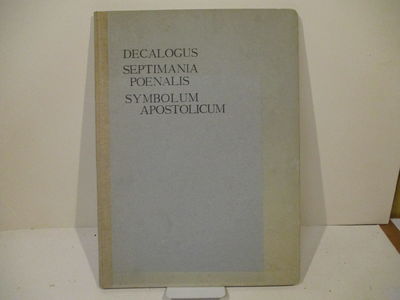 DECALOGUS
SEPTIMANIA
POENALIS
SYMBOLUM
APOSTOLICUM